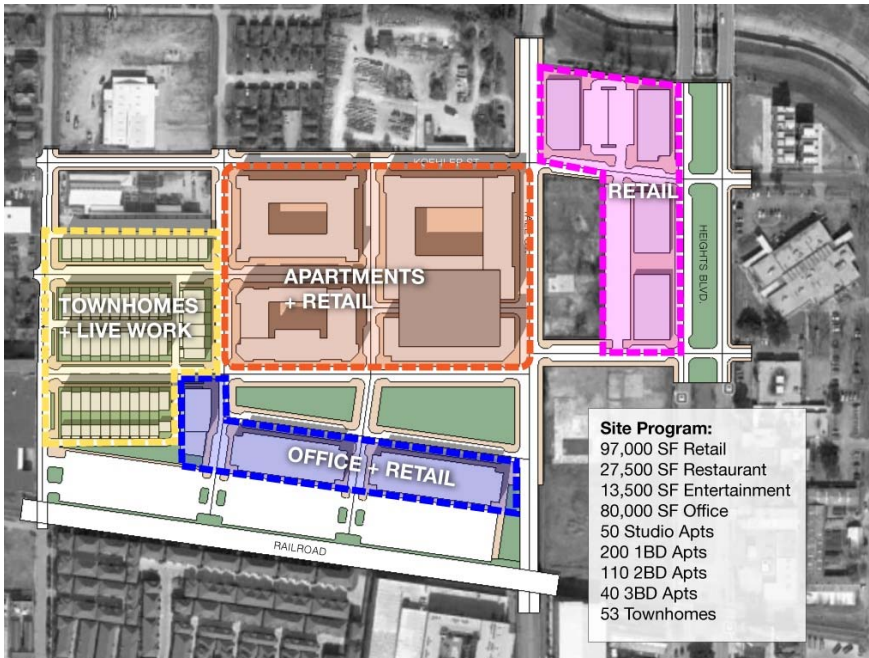 KOEHLER ST.
RETAIL
HEIGHTS BLVD.
APARTMENTS
+ RETAIL
TOWNHOMES
+ LIVE WORK
OFFICE + RETAIL
RAILROAD
Site Program:
97,000 SF Retail
27,500 SF Restaurant
13,500 SF Entertainment
80,000 SF Office
50 Studio Apts
200 1BD Apts
110 2BD Apts
40 3BD Apts
53 Townhomes